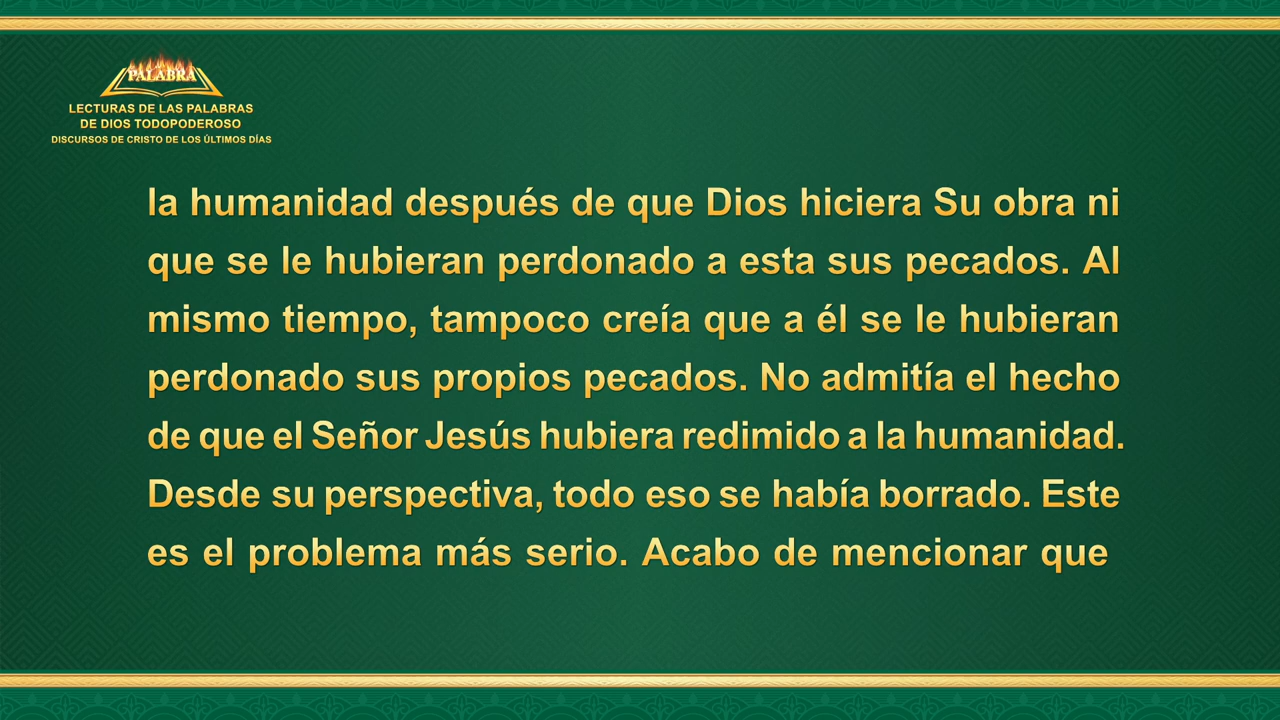 PALABRA
LECTURAS DE LAS PALABRAS
DE DIOS TODOPODEROSO
DISCURSOS DE CRISTO DE LOS ÚLTIMOS DÍAS
la humanidad después de que Dios hiciera Su obra ni
que se le hubieran perdonado a esta sus pecados. Al
mismo tiempo, tampoco creía que a él se le hubieran
perdonado sus propios pecados. No admitía el hecho
de que el Señor Jesús hubiera redimido a la humanidad.
Desde su perspectiva, todo eso se había borrado. Este
es el problema más serio. Acabo de mencionar que